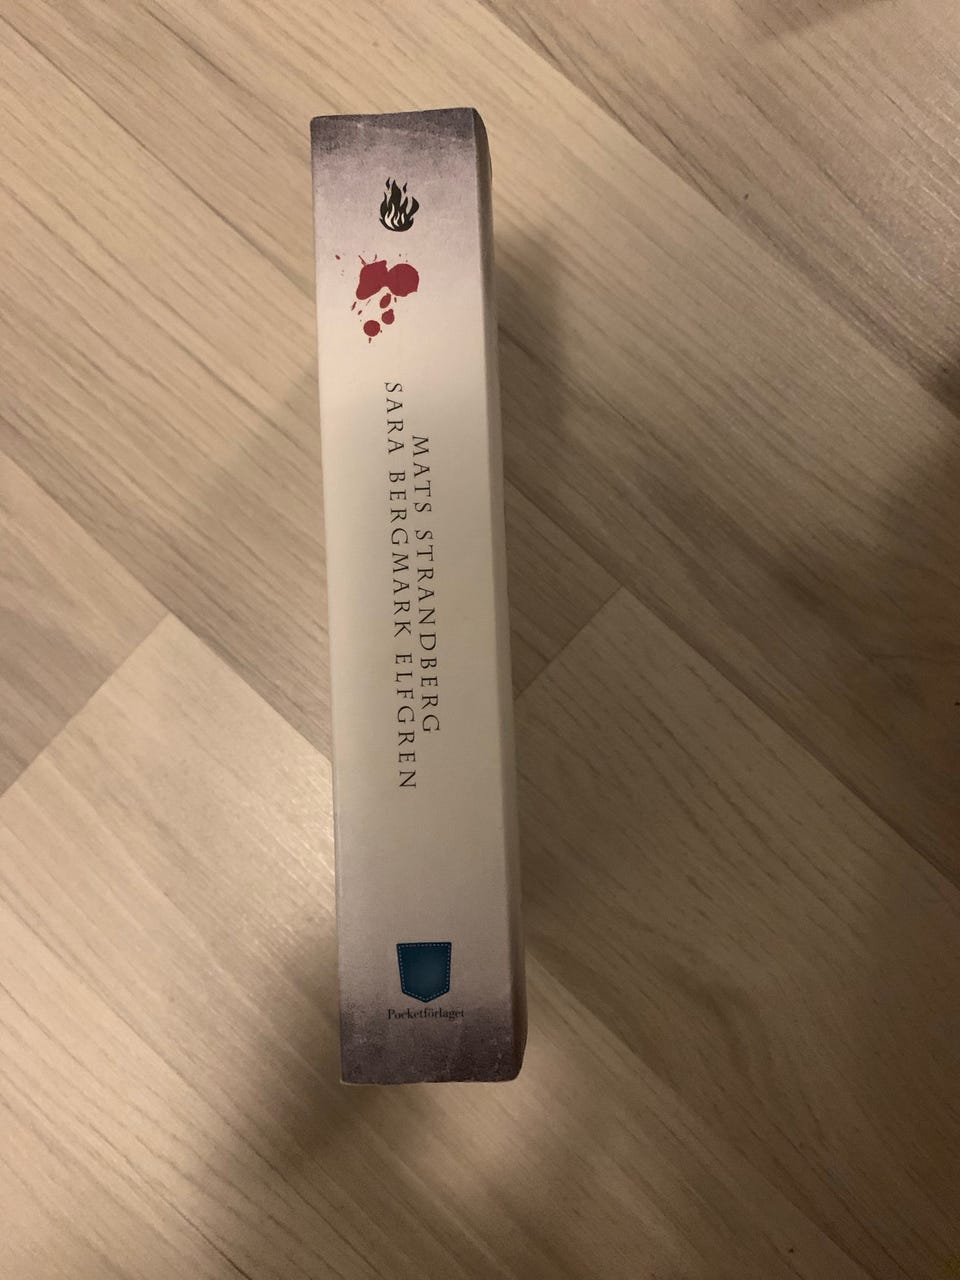 MATS STRANDBERG
SARA BERGMARK ELFGREN
Pocketförlaget